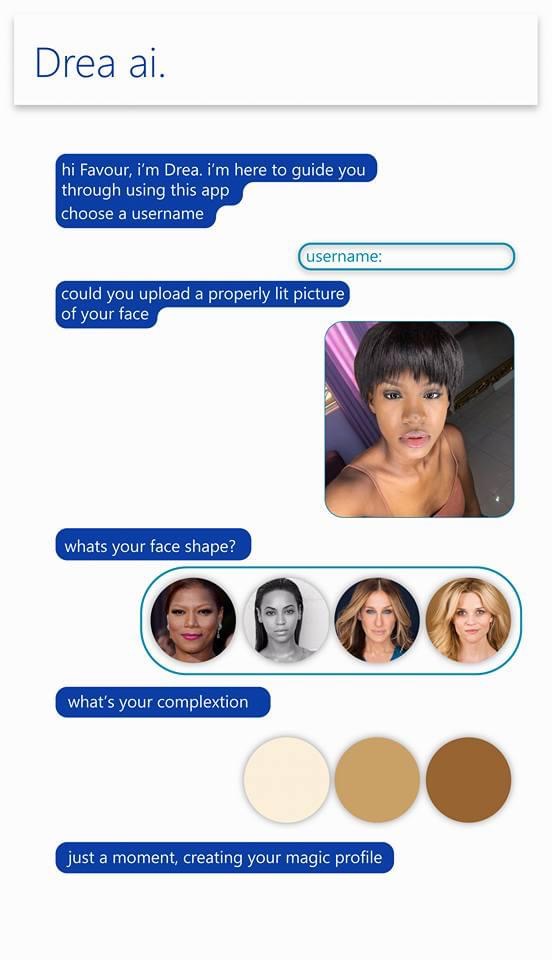 Drea ai.
hi Favour, i'm Drea. i'm here to guide you
through using this app
choose a username
username:
could you upload a properly lit picture
of your face
whats your face shape?
what's your complextion
just a moment, creating your magic profile